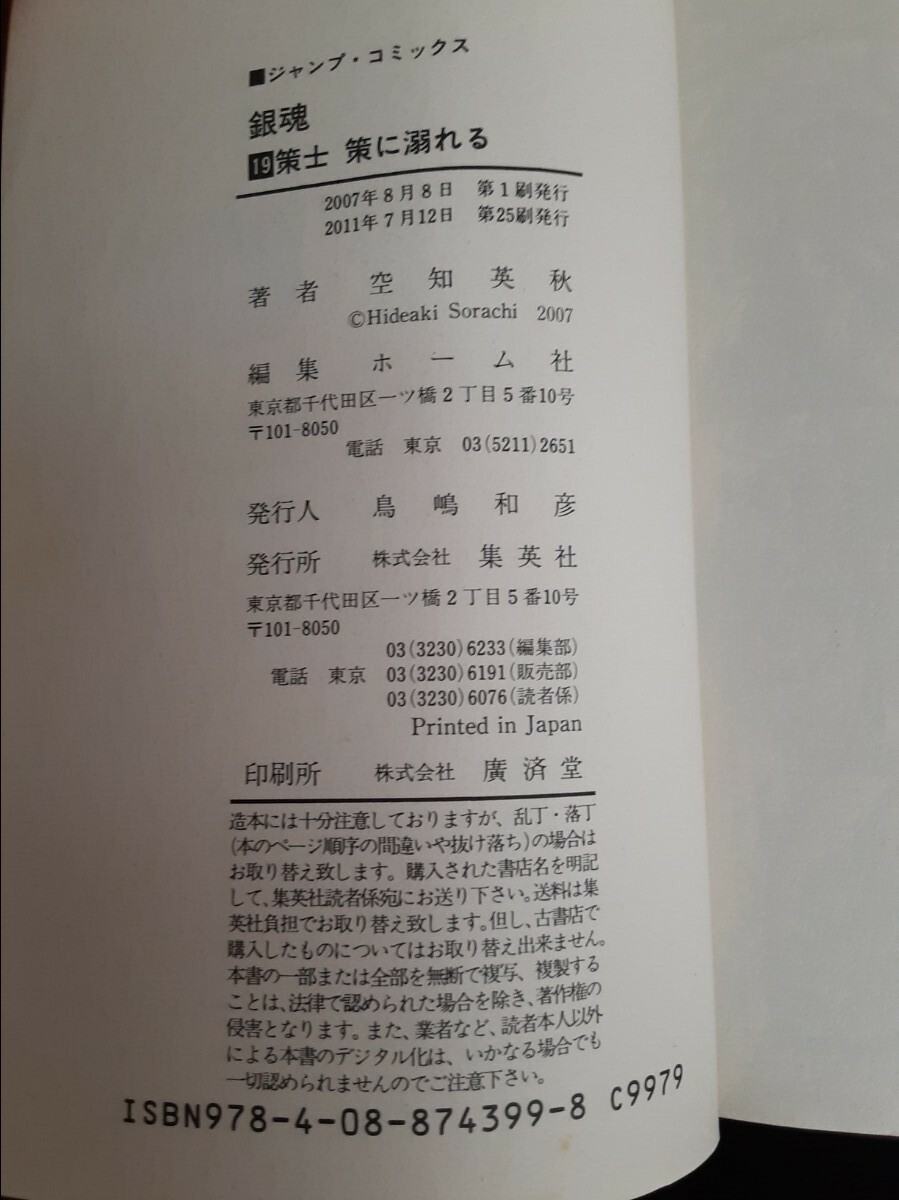 ■ジャンプ・コミックス
銀魂
19策士 策に溺れる
2007年8月8日 第1刷発行
2011年7月12日 第25刷発行
著者 空知英秋
©Hideaki Sorachi 2007
編集 ホーム社
東京都千代田区一ツ橋2丁目5番10号
〒101-8050
電話 東京 03(5211)2651
発行人 鳥嶋和彦
発行所 株式会社 集英社
東京都千代田区一ツ橋2丁目5番10号
〒101-8050
03(3230)6233(編集部)
電話 東京 03(3230)6191(販売部)
03(3230)6076(読者係)
Printed in Japan
印刷所 株式会社 廣済堂
造本には十分注意しておりますが、乱丁・落丁
(本のページ順序の間違いや抜け落ち)の場合は
お取り替え致します。購入された書店名を明記
して、集英社読者係宛にお送り下さい。送料は集
英社負担でお取り替え致します。但し、古書店で
購入したものについてはお取り替え出来ません。
本書の一部または全部を無断で複写、複製する
ことは、法律で認められた場合を除き、著作権の
侵害となります。また、業者など、読者本人以外
による本書のデジタル化は、いかなる場合でも
一切認められませんのでご注意下さい。
ISBN978-4-08-874399-8 C9979